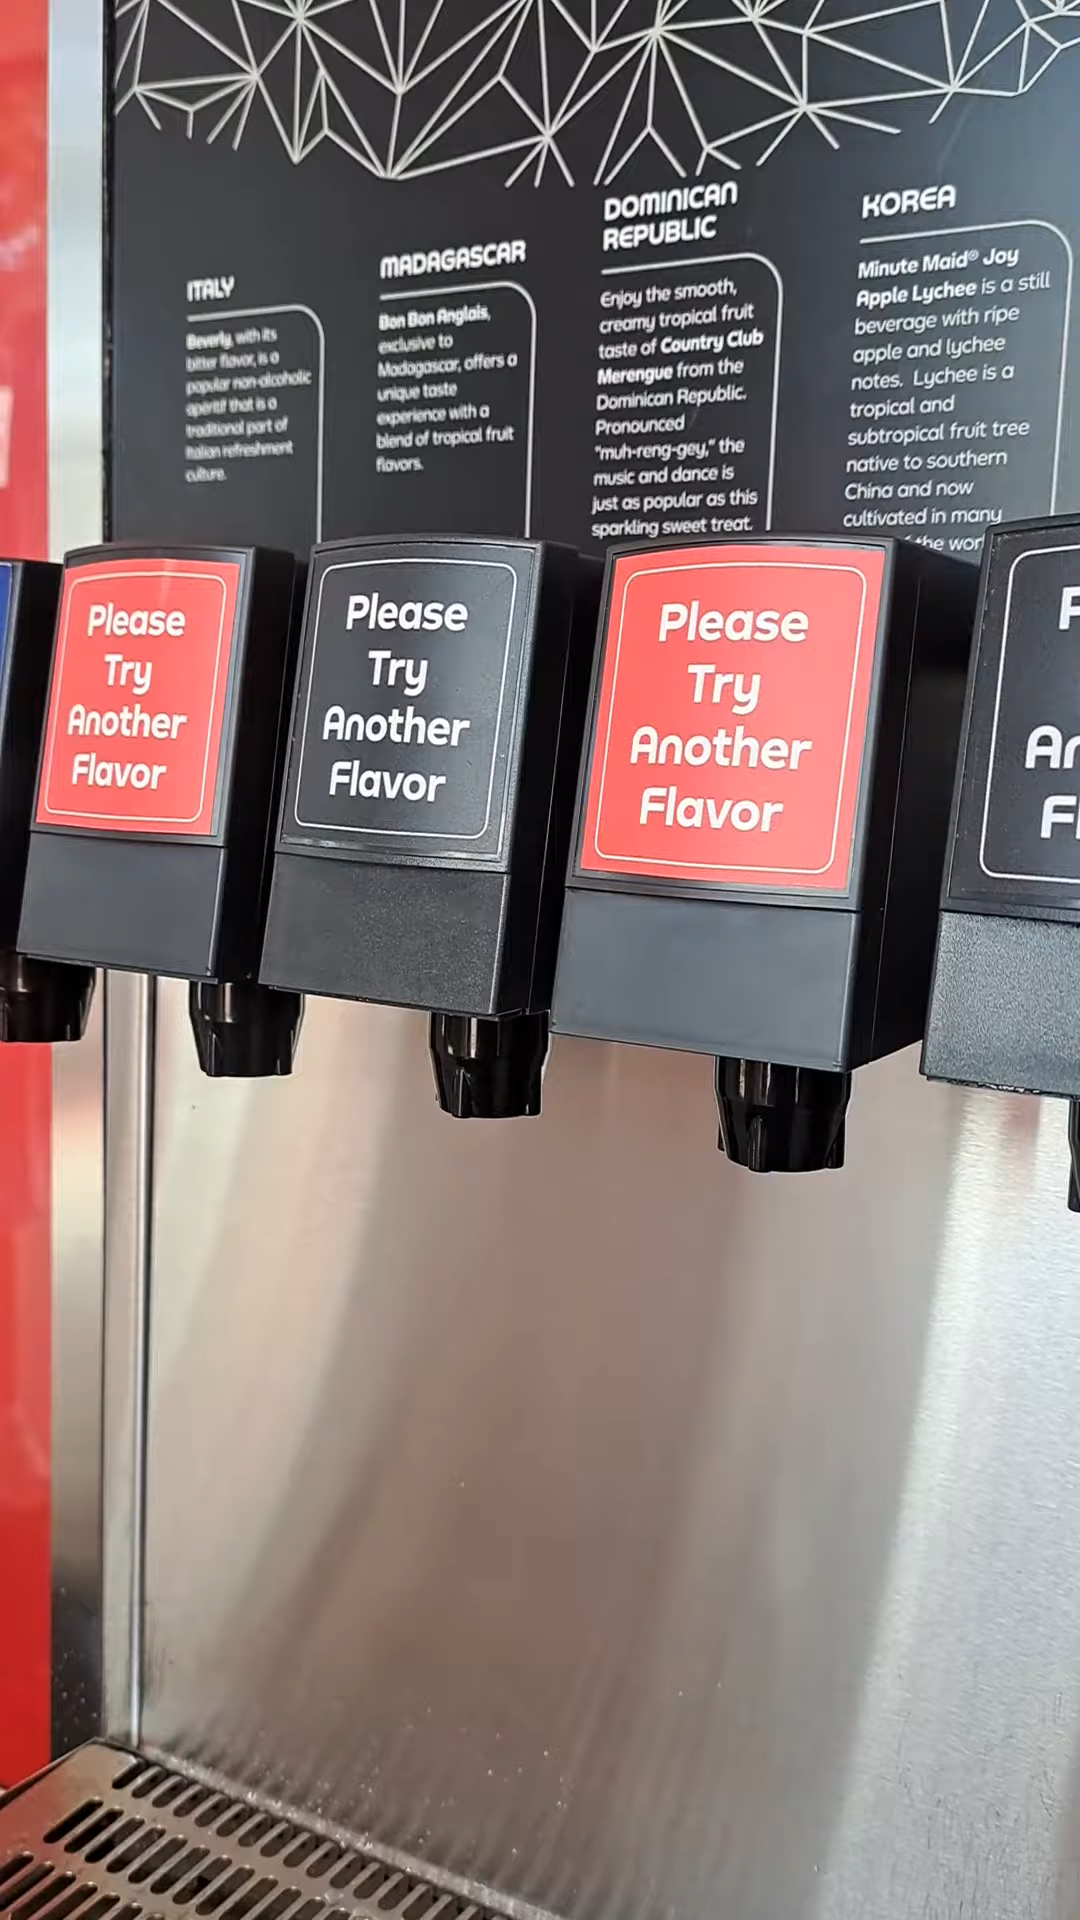 ITALY
Beverly, with its
bitter flavor, is a
popular non-alcoholic
aperitif that is a
traditional part of
Italian refreshment
culture.
MADAGASCAR
Bon Bon Anglais,
exclusive to
Madagascar, offers a
unique taste
experience with a
blend of tropical fruit
flavors.
DOMINICAN
REPUBLIC
Enjoy the smooth,
creamy tropical fruit
taste of Country Club
Merengue from the
Dominican Republic.
Pronounced
"muh-reng-gey," the
music and dance is
just as popular as this
sparkling sweet treat.
KOREA
Minute Maid® Joy
Apple Lychee is a still
beverage with ripe
apple and lychee
notes. Lychee is a
tropical and
subtropical fruit tree
native to southern
China and now
cultivated in many
the wor
Please
Try
Another
Flavor
Please
Try
Another
Flavor
Please
Try
Another
Flavor
P
An
Fl